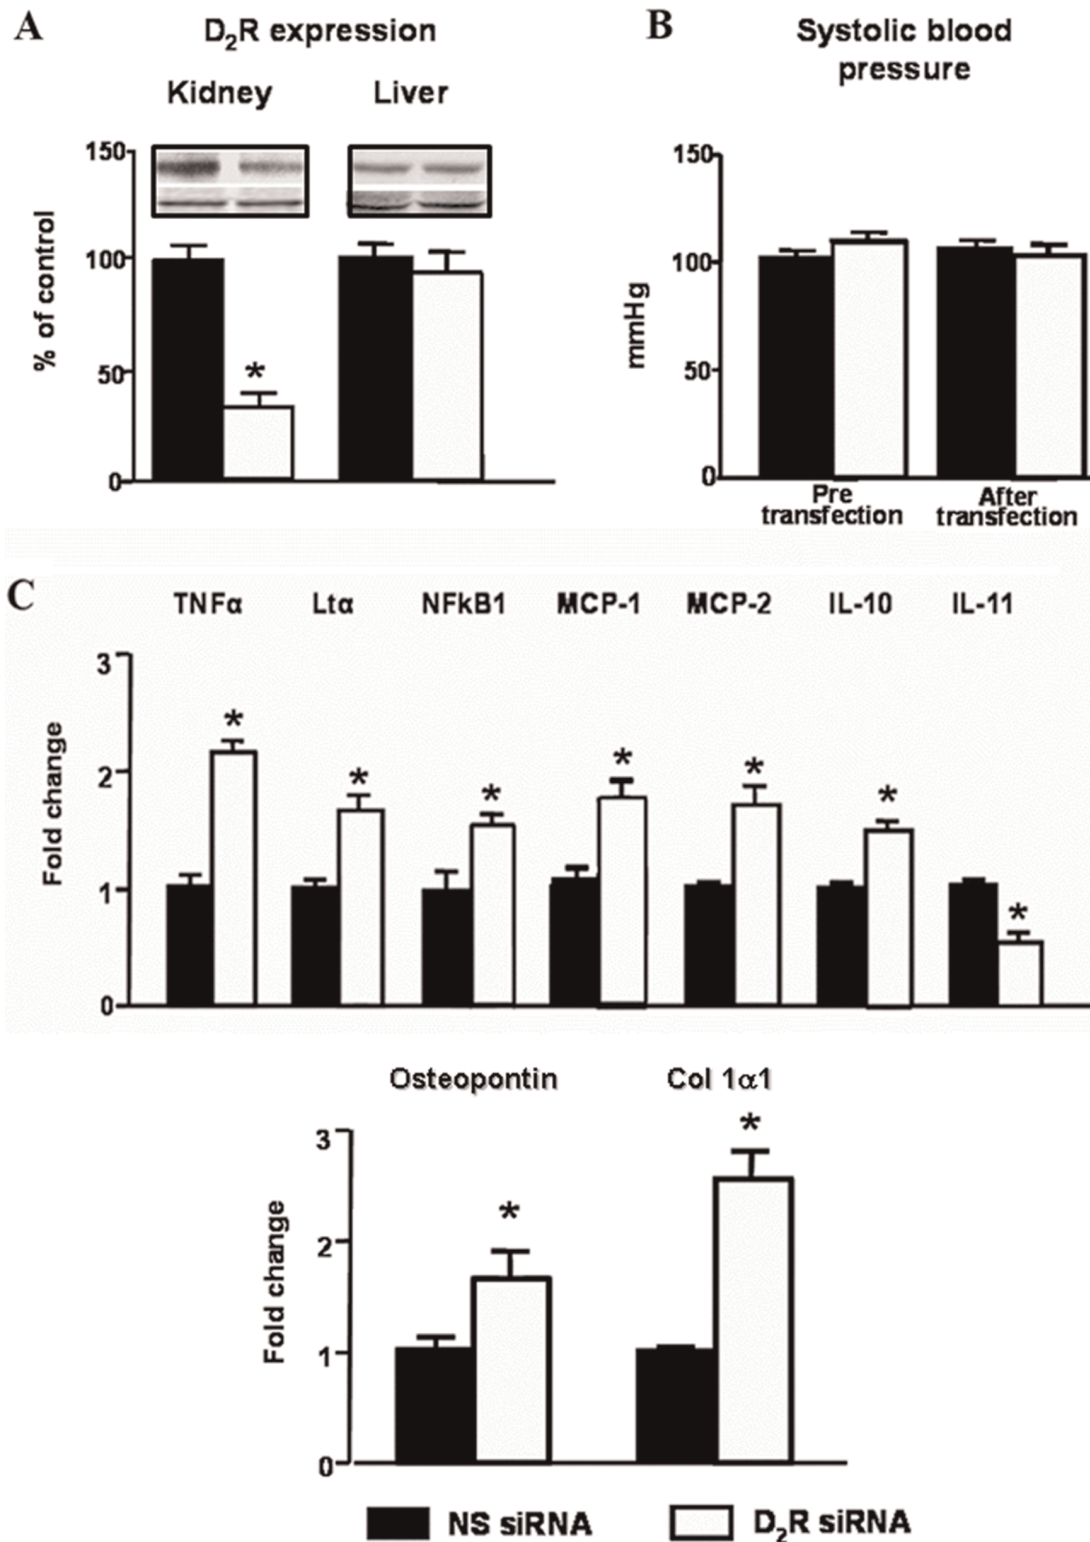 A
D₂R expression
Kidney Liver
150
100
50
0
% of control
*
B
Systolic blood
pressure
150
100
50
0
mmHg
Pre
transfection
After
transfection
C
TNFα Ltα NFkB1 MCP-1 MCP-2 IL-10 IL-11
3
2
1
0
Fold change
* * * * * * *
Osteopontin Col 1α1
3
2
1
0
Fold change
* *
NS siRNA D₂R siRNA